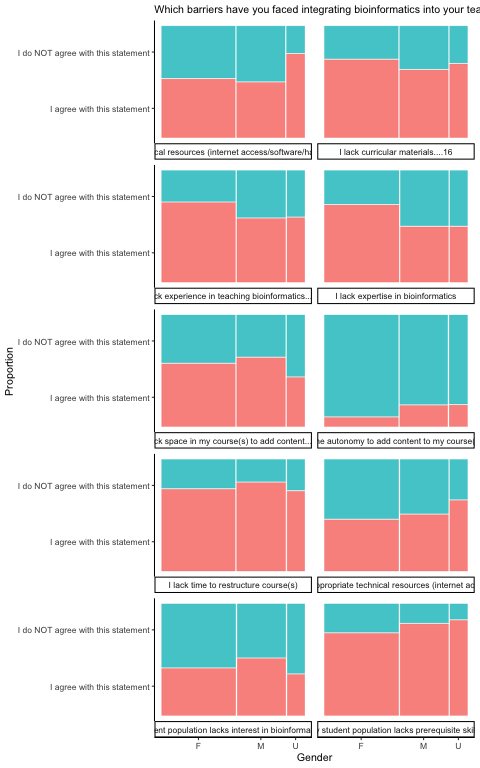 Which barriers have you faced integrating bioinformatics into your tea
I do NOT agree with this statement
I agree with this statement
cal resources (internet access/software/ha
I lack curricular materials....16
I do NOT agree with this statement
I agree with this statement
ck experience in teaching bioinformatics...
I lack expertise in bioinformatics
Proportion
I do NOT agree with this statement
I agree with this statement
ck space in my course(s) to add content...
e autonomy to add content to my course(
I do NOT agree with this statement
I agree with this statement
I lack time to restructure course(s)
propriate technical resources (internet ac
I do NOT agree with this statement
I agree with this statement
ent population lacks interest in bioinforma
student population lacks prerequisite ski
F M U F M U
Gender